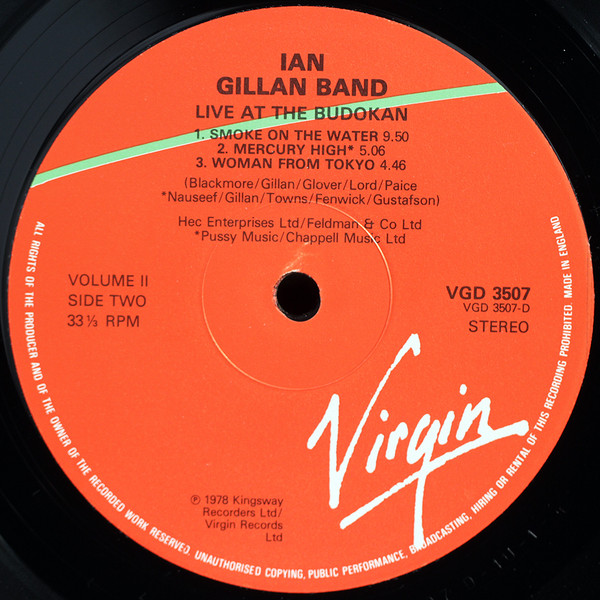 IAN
GILLAN BAND
LIVE AT THE BUDOKAN
1. SMOKE ON THE WATER 9.50
2. MERCURY HIGH* 5.06
3. WOMAN FROM TOKYO 4.46
(Blackmore/Gillan/Glover/Lord/Paice
*Nauseef/Gillan/Towns/Fenwick/Gustafson)
Hec Enterprises Ltd/Feldman & Co Ltd
*Pussy Music/Chappell Music Ltd
VOLUME II
SIDE TWO
33⅓ RPM
VGD 3507
VGD 3507-D
STEREO
Virgin
℗ 1978 Kingsway
Recorders Ltd/
Virgin Records
Ltd
ALL RIGHTS OF THE PRODUCER AND OF THE OWNER OF THE RECORDED WORK RESERVED. UNAUTHORISED COPYING, PUBLIC PERFORMANCE, BROADCASTING, HIRING OR RENTAL OF THIS RECORDING PROHIBITED. MADE IN ENGLAND